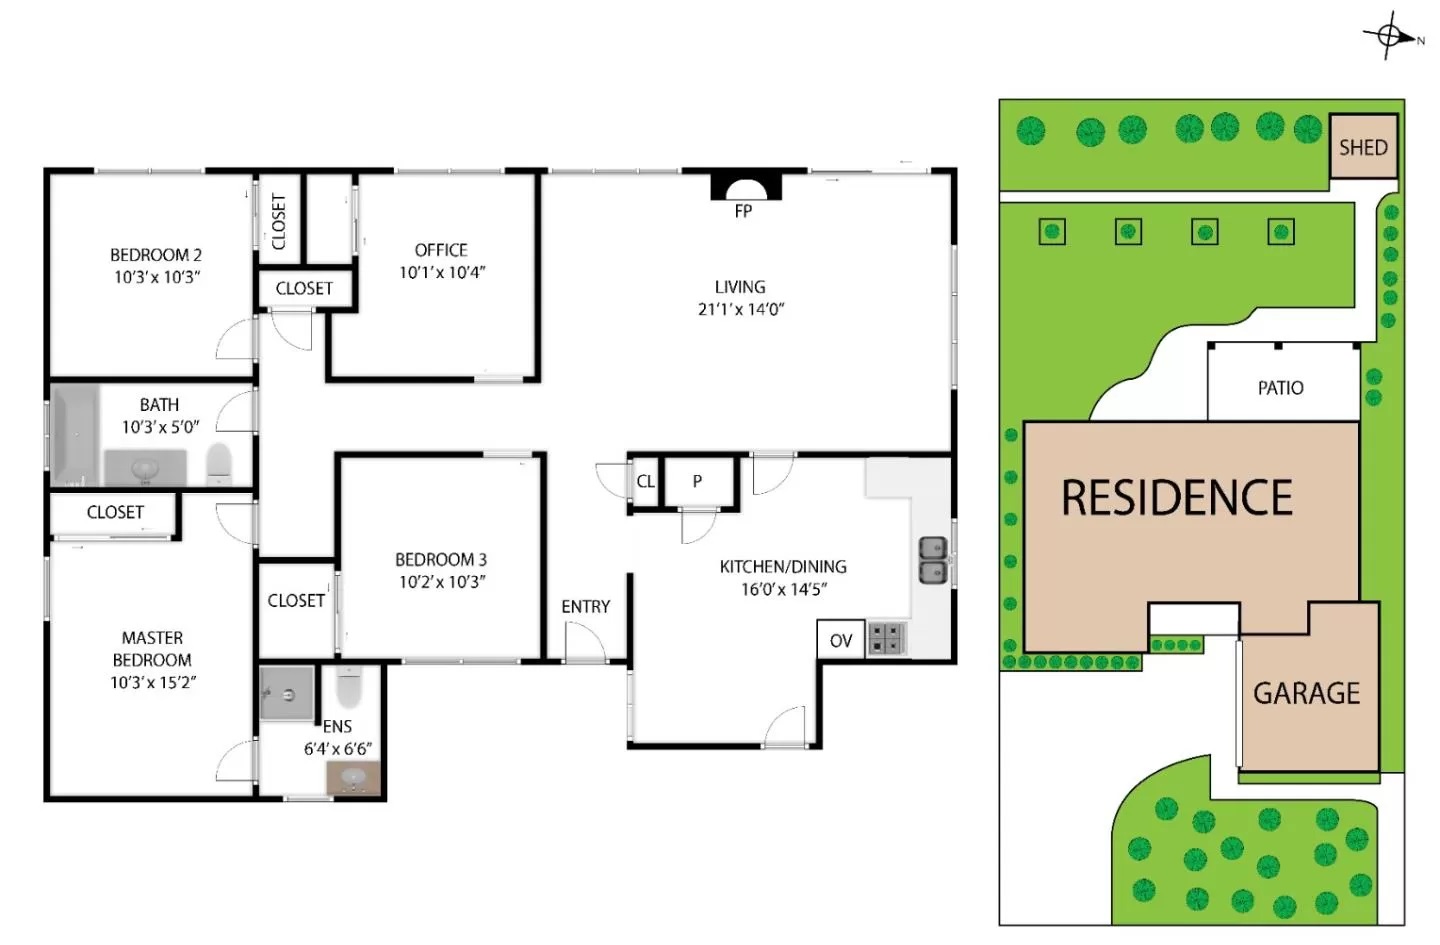 N
SHED
CLOSET
FP
BEDROOM 2
10'3' x 10'3"
OFFICE
10'1' x 10'4"
CLOSET
LIVING
21'1' x 14'0"
PATIO
BATH
10'3' x 5'0"
CL
P
RESIDENCE
CLOSET
BEDROOM 3
10'2' x 10'3"
KITCHEN/DINING
16'0' x 14'5"
CLOSET
ENTRY
OV
MASTER
BEDROOM
10'3' x 15'2"
GARAGE
ENS
6'4' x 6'6"